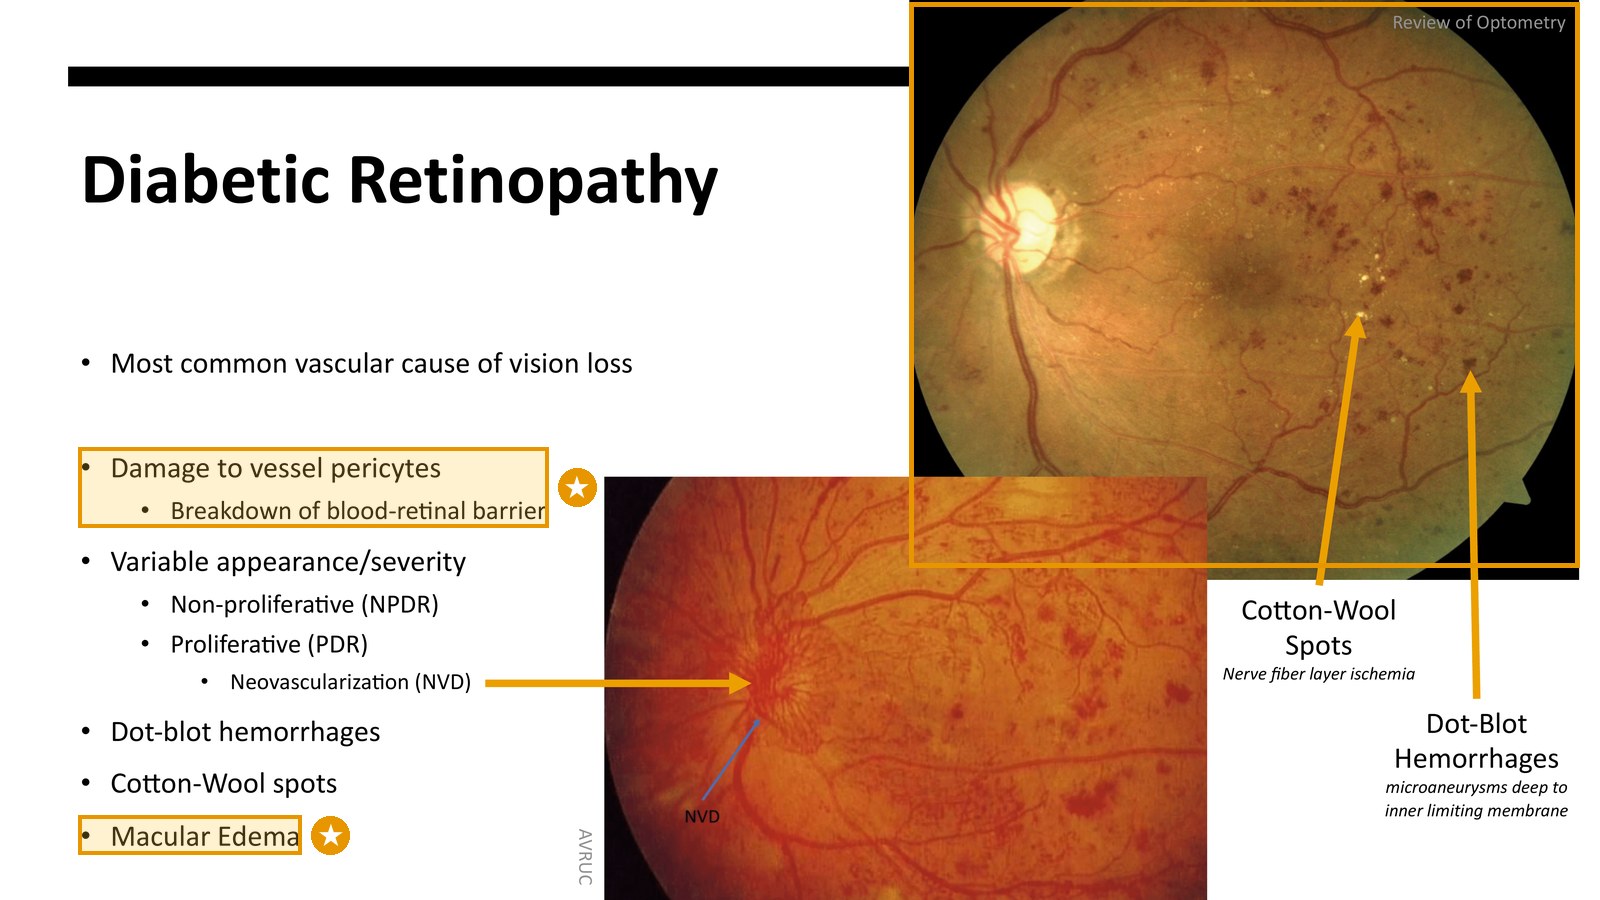 Review of Optometry
Diabetic Retinopathy
• Most common vascular cause of vision loss
• Damage to vessel pericytes
• Breakdown of blood-retinal barrier
• Variable appearance/severity
• Non-proliferative (NPDR)
• Proliferative (PDR)
• Neovascularization (NVD)
• Dot-blot hemorrhages
• Cotton-Wool spots
• Macular Edema
NVD
AVRUC
Cotton-Wool
Spots
Nerve fiber layer ischemia
Dot-Blot
Hemorrhages
microaneurysms deep to
inner limiting membrane